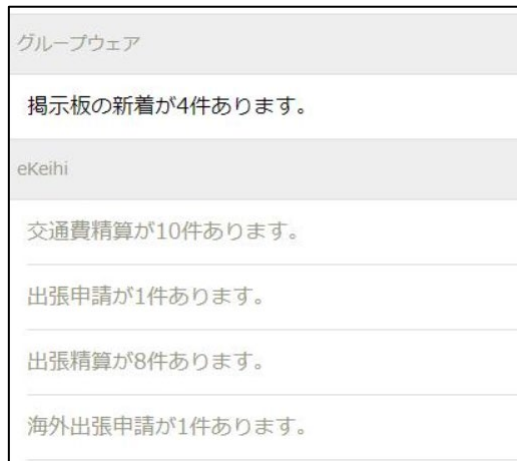 グループウェア
掲示板の新着が4件あります。
eKeihi
交通費精算が10件あります。
出張申請が1件あります。
出張精算が8件あります。
海外出張申請が1件あります。